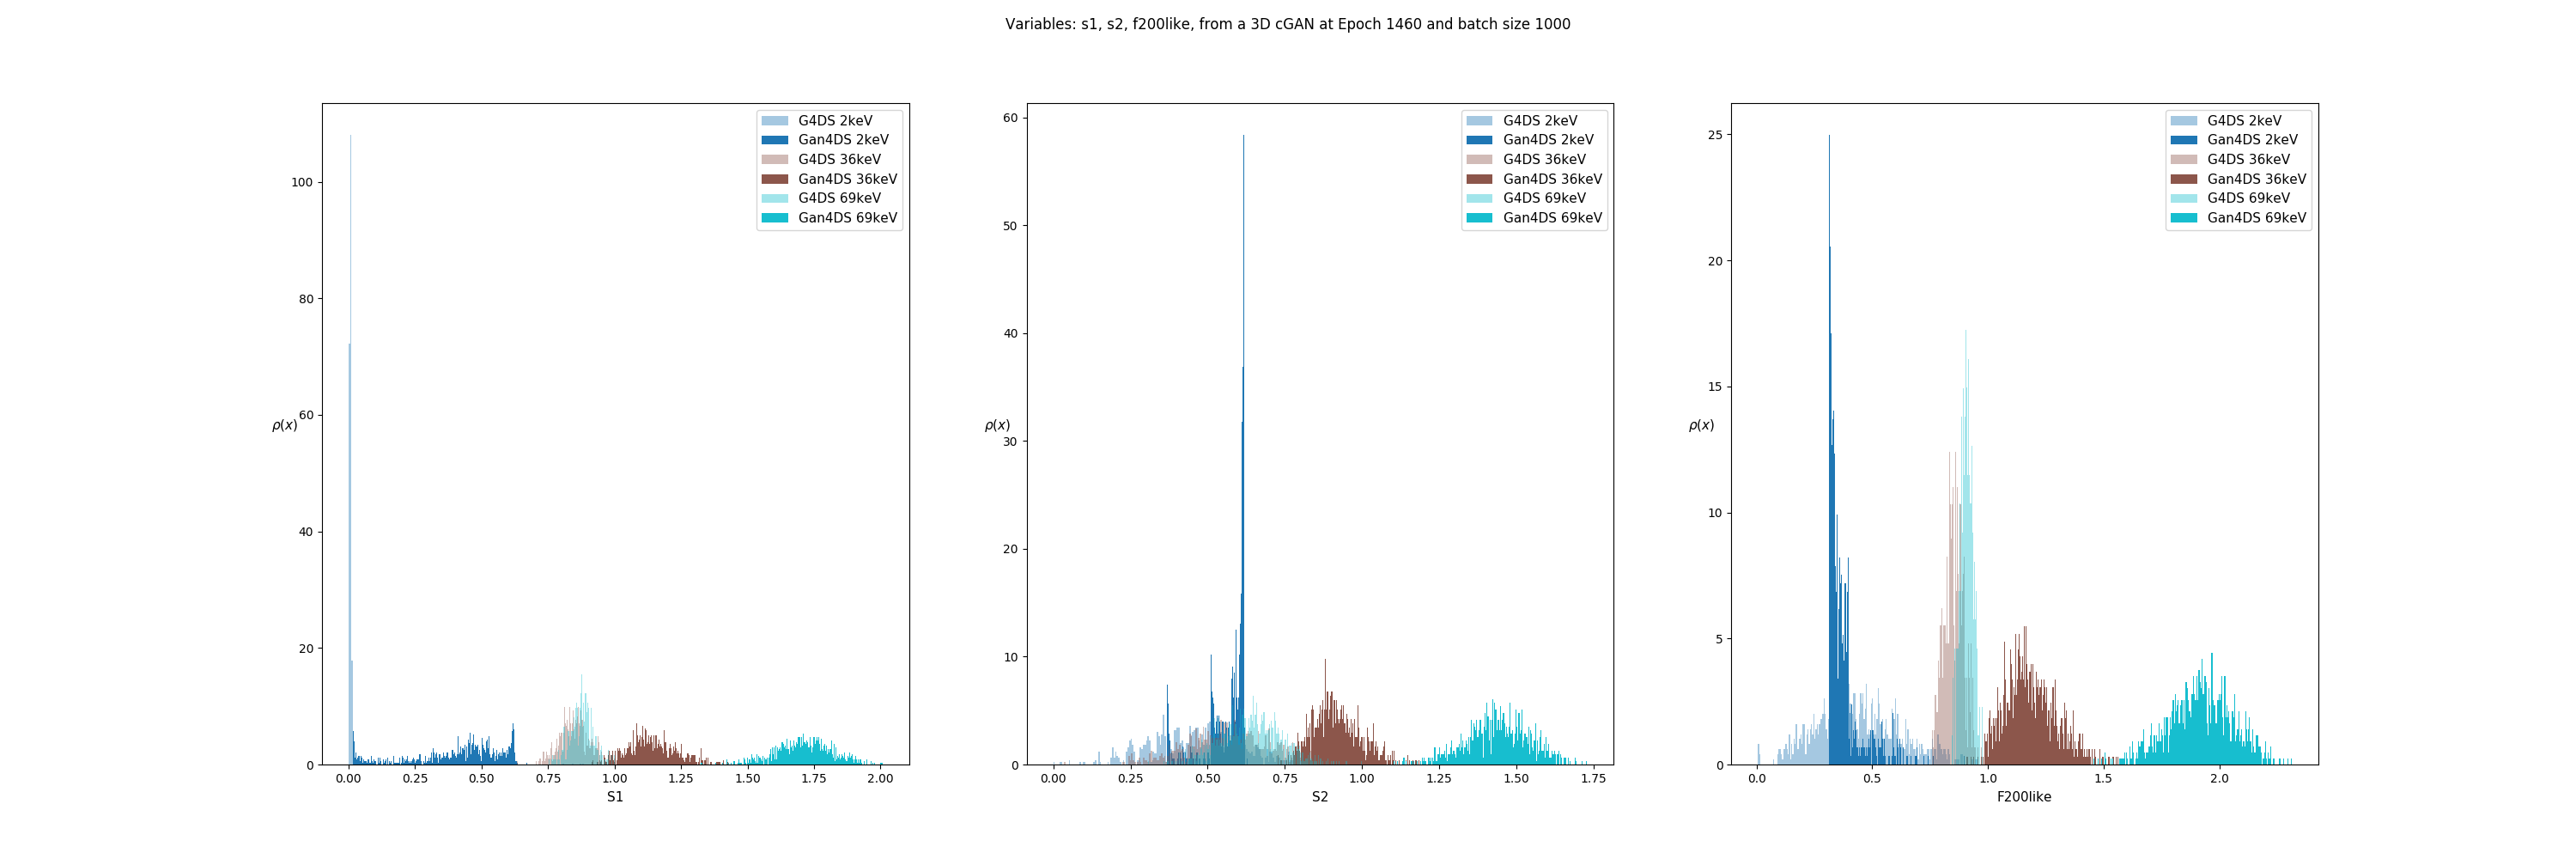 Variables: s1, s2, f200like, from a 3D cGAN at Epoch 1460 and batch size 1000
G4DS 2keV
Gan4DS 2keV
G4DS 36keV
Gan4DS 36keV
G4DS 69keV
Gan4DS 69keV
100
80
60
40
20
0
ρ(x)
0.00 0.25 0.50 0.75 1.00 1.25 1.50 1.75 2.00
S1
G4DS 2keV
Gan4DS 2keV
G4DS 36keV
Gan4DS 36keV
G4DS 69keV
Gan4DS 69keV
60
50
40
30
20
10
0
ρ(x)
0.00 0.25 0.50 0.75 1.00 1.25 1.50 1.75
S2
G4DS 2keV
Gan4DS 2keV
G4DS 36keV
Gan4DS 36keV
G4DS 69keV
Gan4DS 69keV
25
20
15
10
5
0
ρ(x)
0.0 0.5 1.0 1.5 2.0
F200like